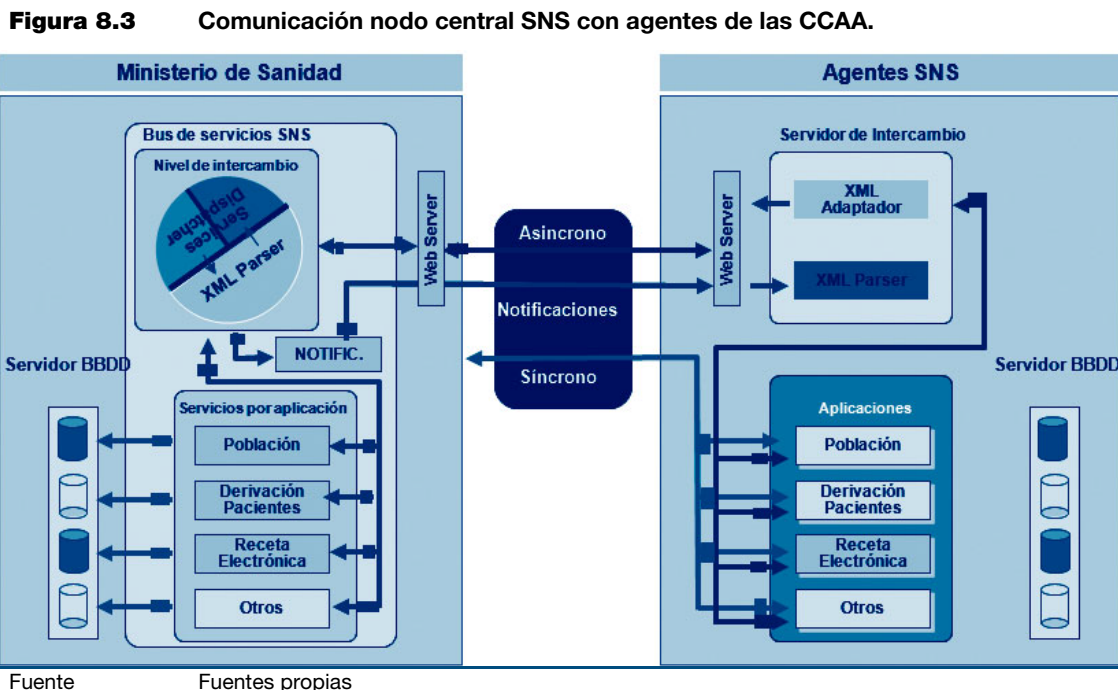 Figura 8.3 Comunicación nodo central SNS con agentes de las CCAA.
Ministerio de Sanidad
Bus de servicios SNS
Nivel de intercambio
Services
Dispatcher
XML Parser
NOTIFIC.
Servidor BBDD
Servicios por aplicación
Población
Derivación
Pacientes
Receta
Electrónica
Otros
Web Server
Asincrono
Notificaciones
Síncrono
Agentes SNS
Servidor de Intercambio
Web Server
XML
Adaptador
XML Parser
Servidor BBDD
Aplicaciones
Población
Derivación
Pacientes
Receta
Electrónica
Otros
Fuente Fuentes propias